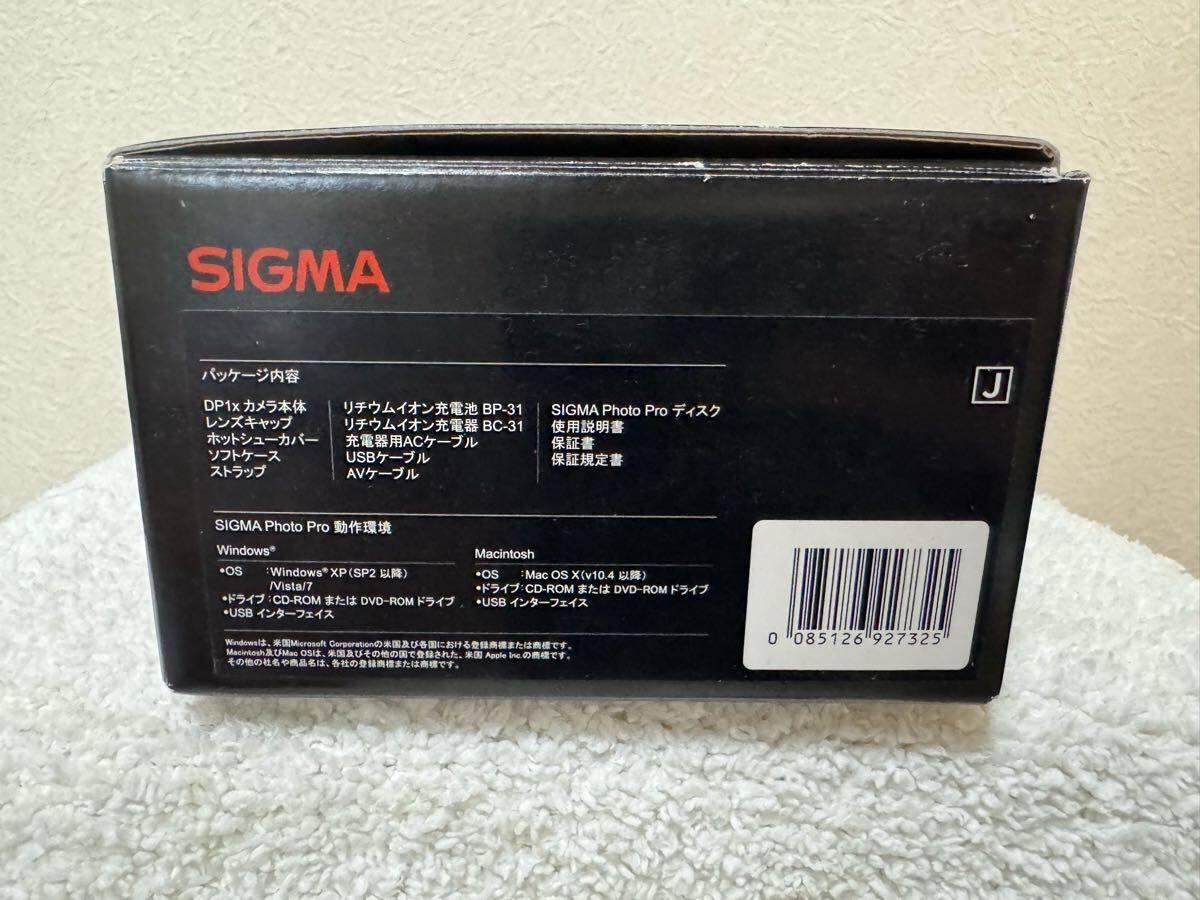 SIGMA
パッケージ内容
J
DP1x カメラ本体
レンズキャップ
ホットシューカバー
ソフトケース
ストラップ
リチウムイオン充電池 BP-31
リチウムイオン充電器 BC-31
充電器用ACケーブル
USBケーブル
AVケーブル
SIGMA Photo Pro ディスク
使用説明書
保証書
保証規定書
SIGMA Photo Pro 動作環境
Windows®
•OS :Windows® XP(SP2 以降)
/Vista/7
•ドライブ:CD-ROM または DVD-ROM ドライブ
•USB インターフェイス
Macintosh
•OS :Mac OS X(v10.4 以降)
•ドライブ:CD-ROM または DVD-ROM ドライブ
•USB インターフェイス
Windowsは、米国Microsoft Corporationの米国及び各国における登録商標または商標です。
Macintosh及びMac OSは、米国及びその他の国で登録された、米国 Apple Inc.の商標です。
その他の社名や商品名は、各社の登録商標または商標です。
0 085126 927325